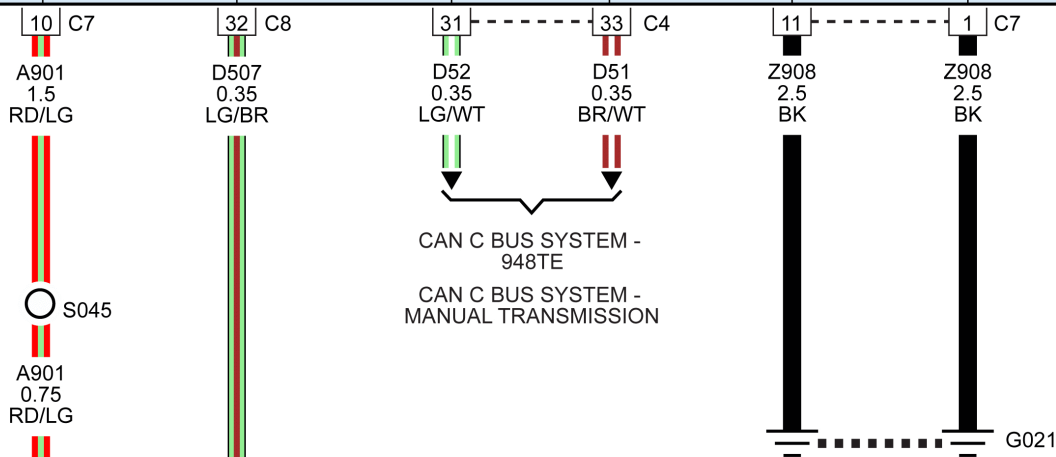 10 C7 32 C8 31 33 C4 11 1 C7
A901 D507 D52 D51 Z908 Z908
1.5 0.35 0.35 0.35 2.5 2.5
RD/LG LG/BR LG/WT BR/WT BK BK
CAN C BUS SYSTEM -
948TE
CAN C BUS SYSTEM -
MANUAL TRANSMISSION
S045
A901
0.75
RD/LG
G021